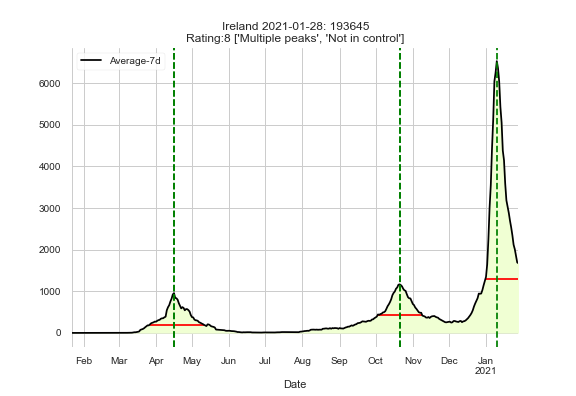 Ireland 2021-01-28: 193645
Rating:8 ['Multiple peaks', 'Not in control']
Average-7d
6000
5000
4000
3000
2000
1000
0
Feb Mar Apr May Jun Jul Aug Sep Oct Nov Dec Jan
2021
Date